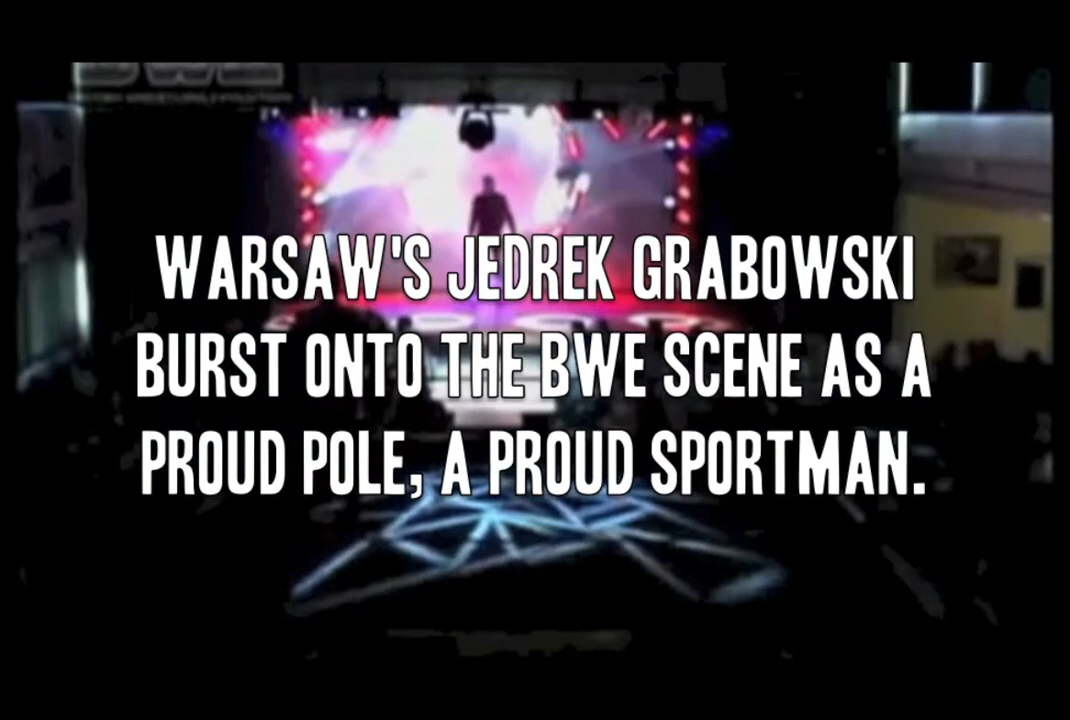 WARSAW'S JEDREK GRABOWSKI
BURST ONTO THE BWE SCENE AS A
PROUD POLE, A PROUD SPORTMAN.